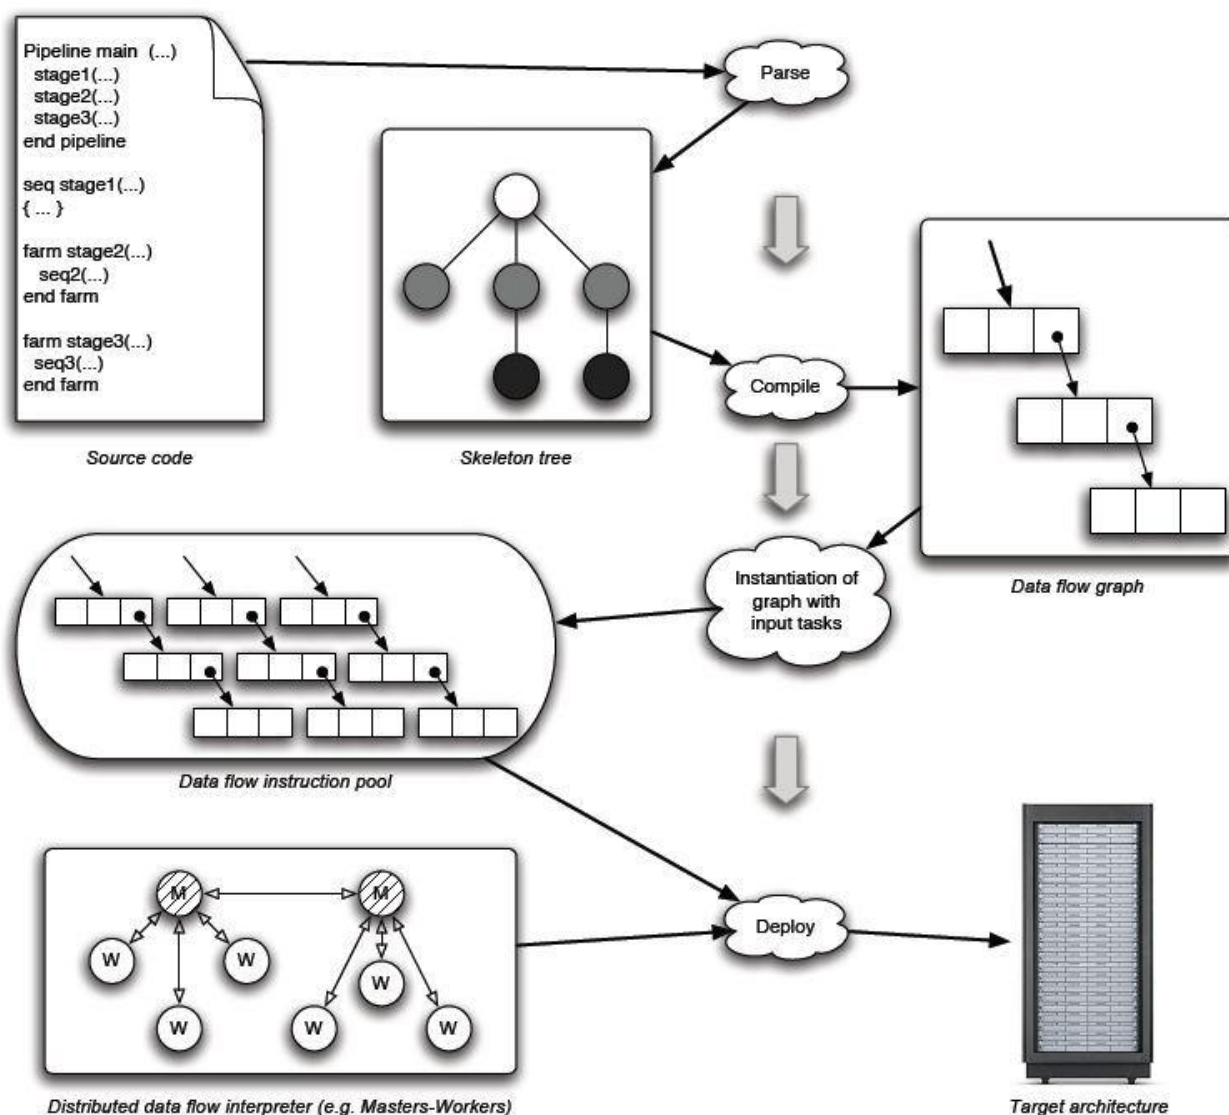 Pipeline main (...)
stage1(...)
stage2(...)
stage3(...)
end pipeline
seq stage1(...)
{ ... }
farm stage2(...)
seq2(...)
end farm
farm stage3(...)
seq3(...)
end farm
Source code
Parse
Skeleton tree
Compile
Data flow graph
Instantiation of
graph with
input tasks
Data flow instruction pool
M
M
W
W
W
W
W
W
Distributed data flow interpreter (e.g. Masters-Workers)
Deploy
Target architecture